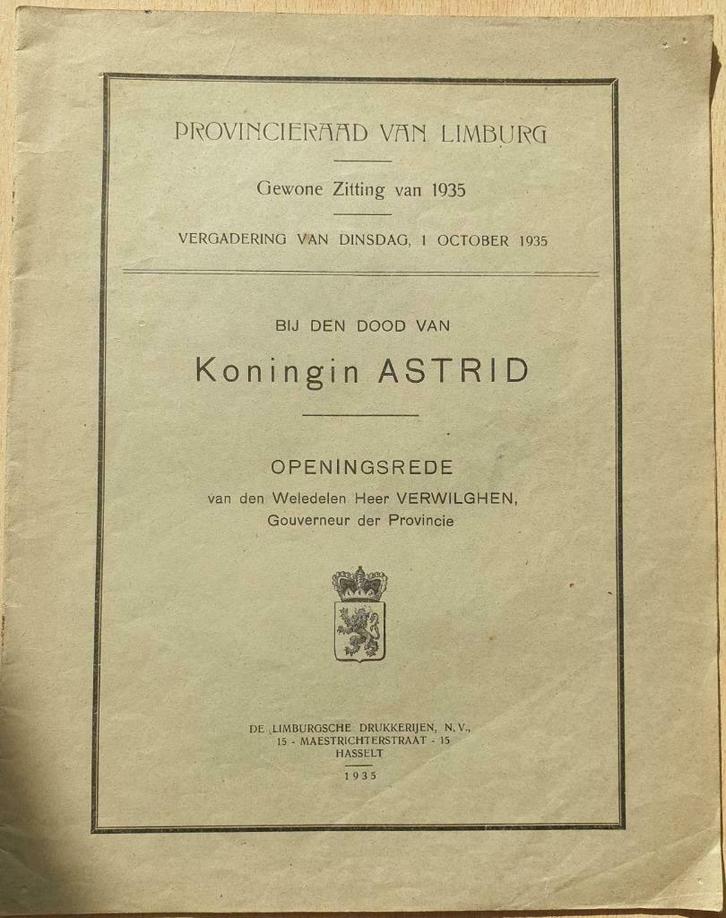 PROVINCIERAAD VAN LIMBURG
Gewone Zitting van 1935
VERGADERING VAN DINSDAG, 1 OCTOBER 1935
BIJ DEN DOOD VAN
Koningin ASTRID
OPENINGSREDE
van den Weledelen Heer VERWILGHEN,
Gouverneur der Provincie
DE LIMBURGSCHE DRUKKERIJEN, N.V.,
15 - MAESTRICHTERSTRAAT - 15
HASSELT
1935